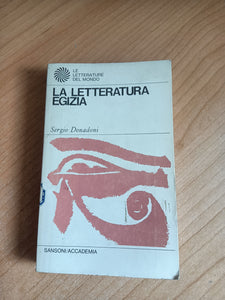 LE
LETTERATURE
DEL MONDO
LA LETTERATURA
EGIZIA
Sergio Donadoni
SANSONI/ACCADEMIA